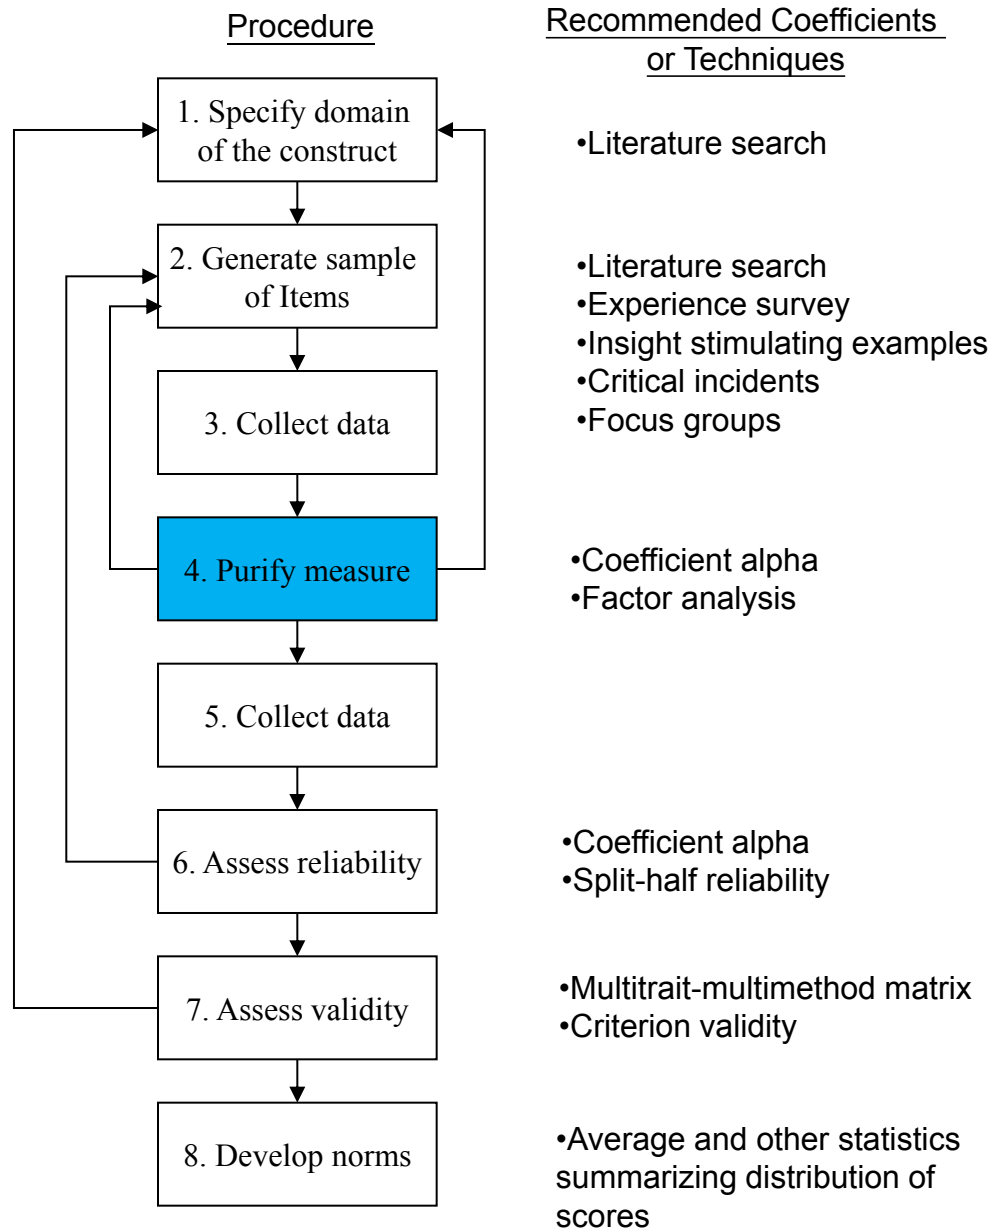 Procedure
Recommended Coefficients
or Techniques
1. Specify domain
of the construct
•Literature search
2. Generate sample
of Items
•Literature search
•Experience survey
•Insight stimulating examples
•Critical incidents
•Focus groups
3. Collect data
4. Purify measure
•Coefficient alpha
•Factor analysis
5. Collect data
6. Assess reliability
•Coefficient alpha
•Split-half reliability
7. Assess validity
•Multitrait-multimethod matrix
•Criterion validity
8. Develop norms
•Average and other statistics
summarizing distribution of
scores